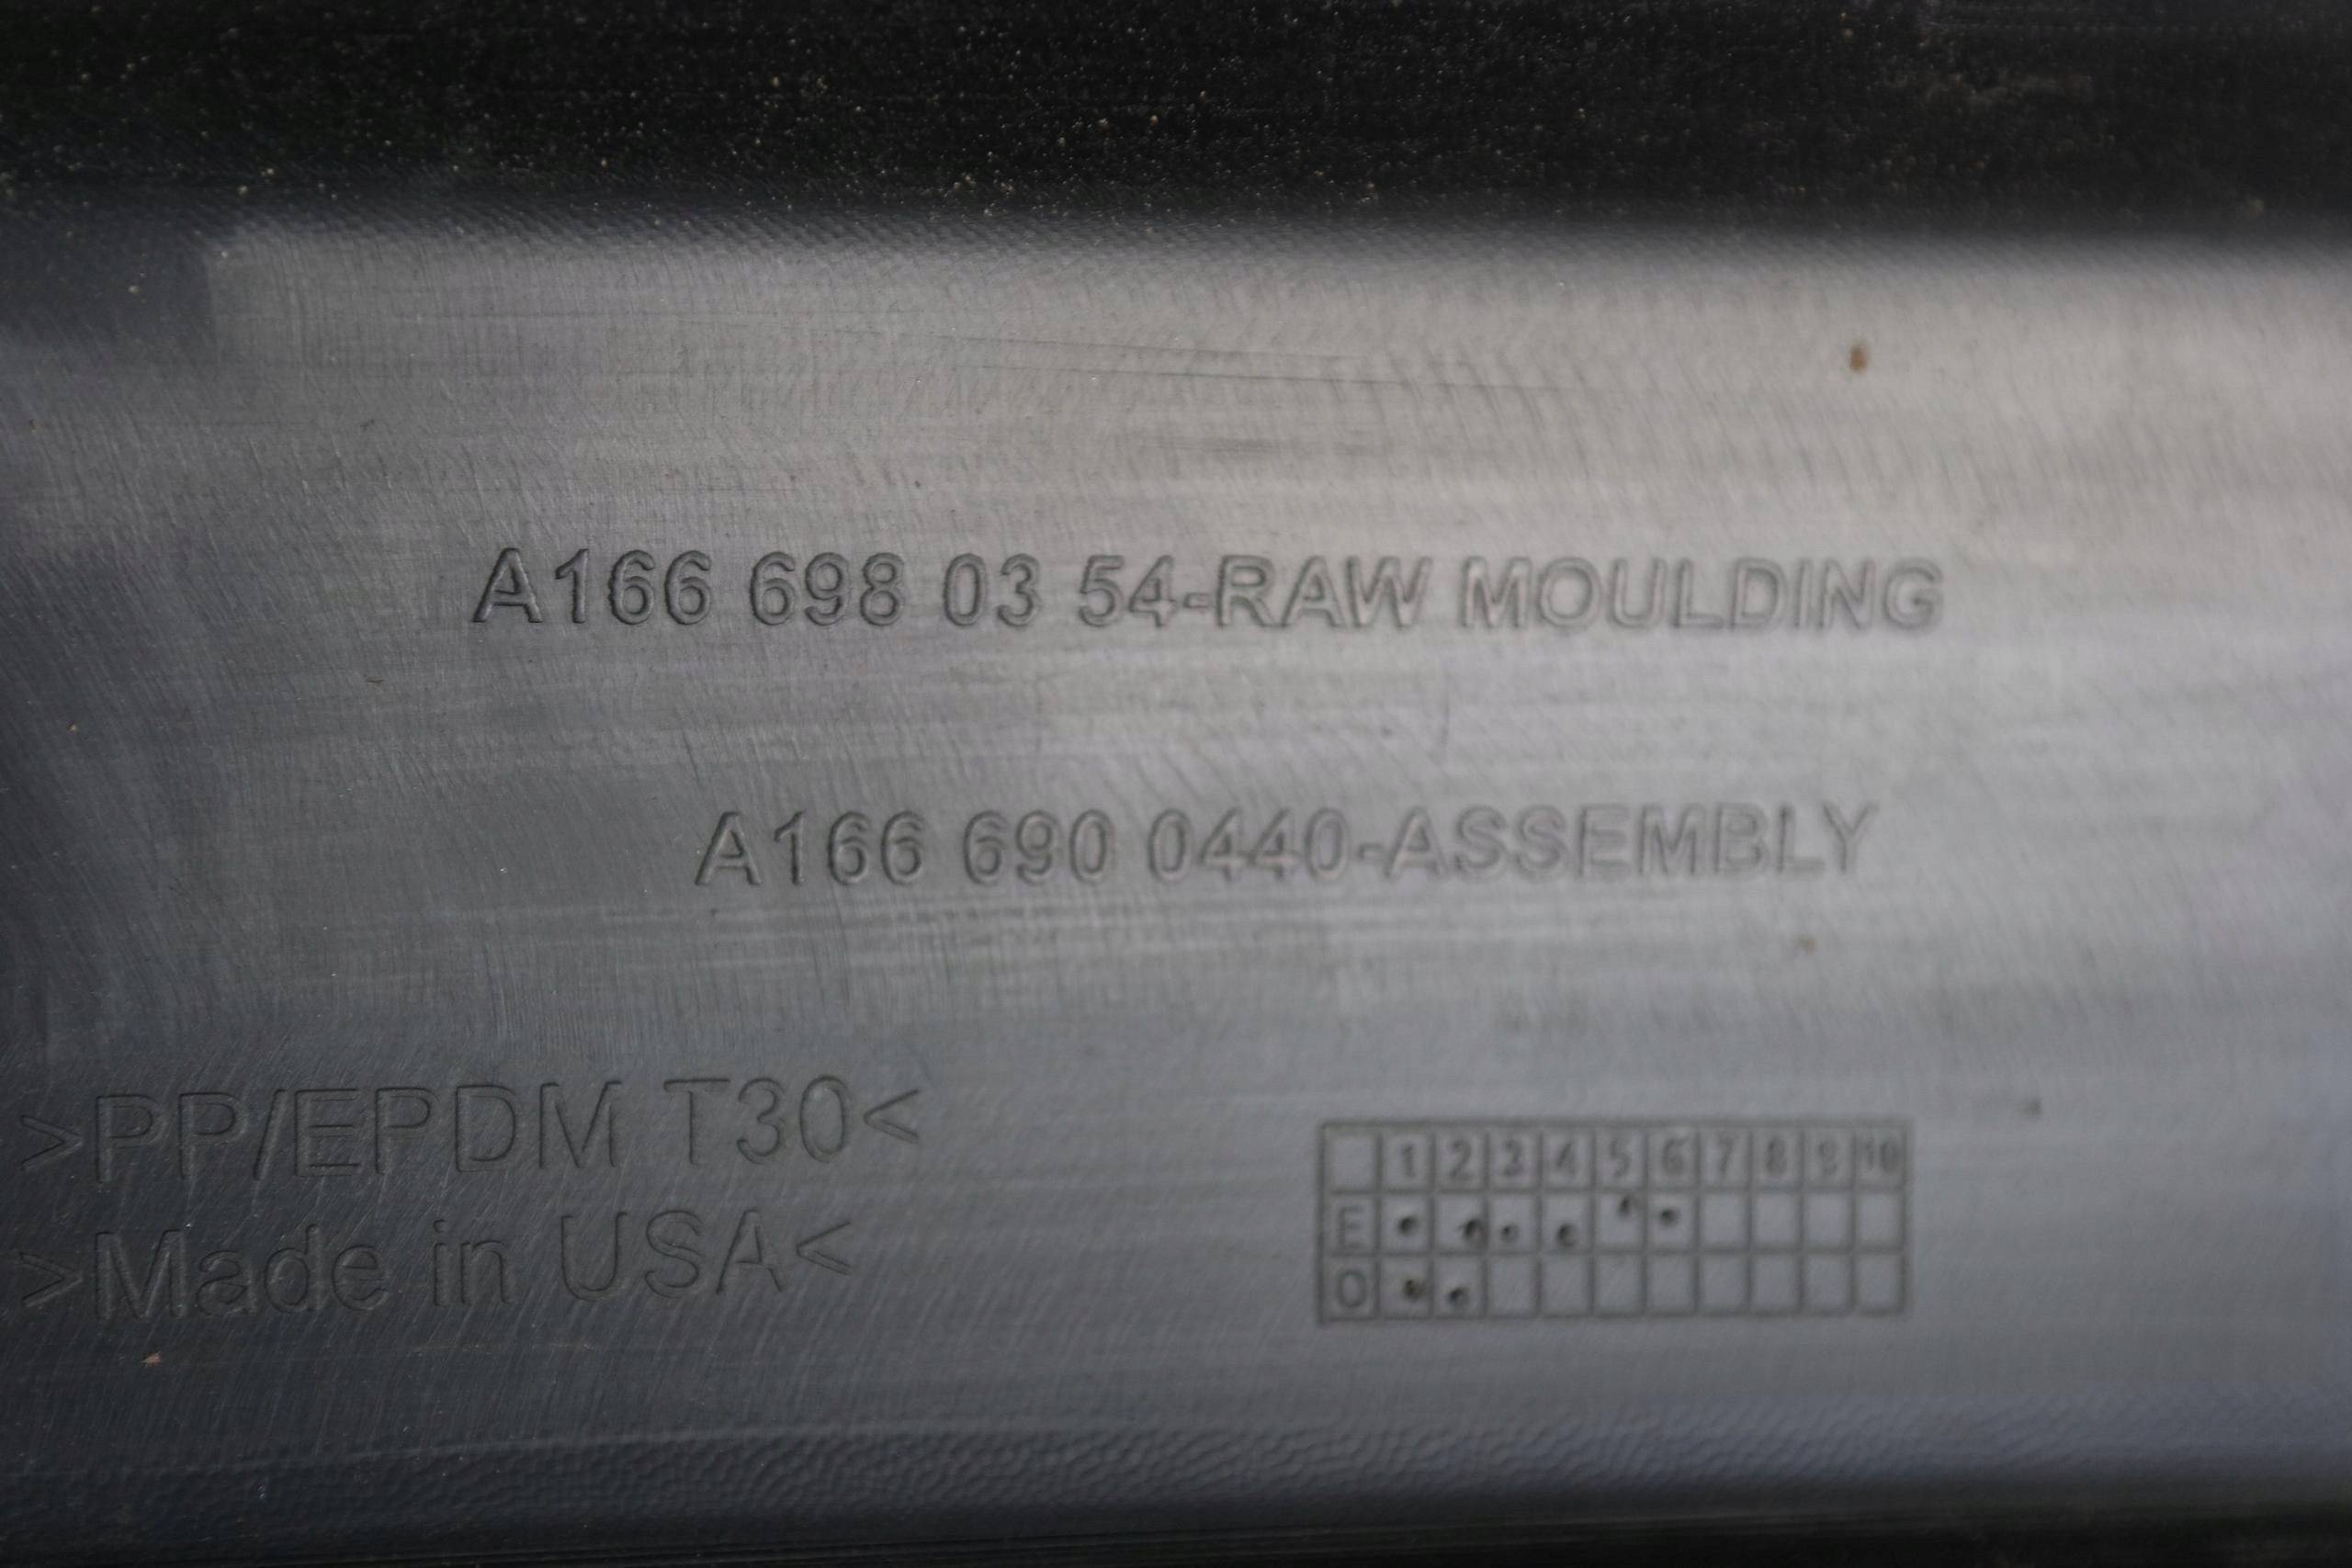 A166 698 03 54-RAW MOULDING
A166 690 0440-ASSEMBLY
>PP/EPDM T30<
>Made in USA<
1 2 3 4 5 6 7 8 9 10
E
O